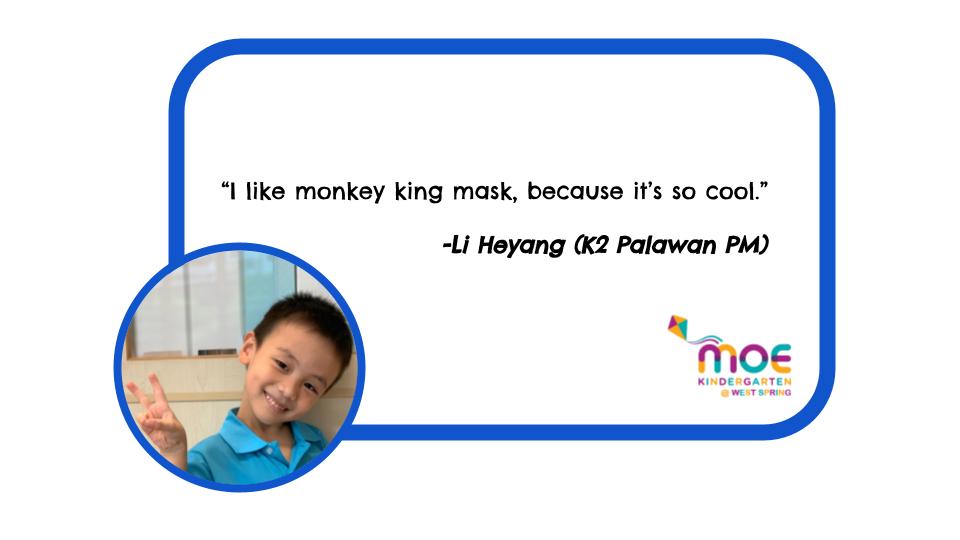 “I like monkey king mask, because it’s so cool.”
-Li Heyang (K2 Palawan PM)
moe
KINDERGARTEN
@ WEST SPRING